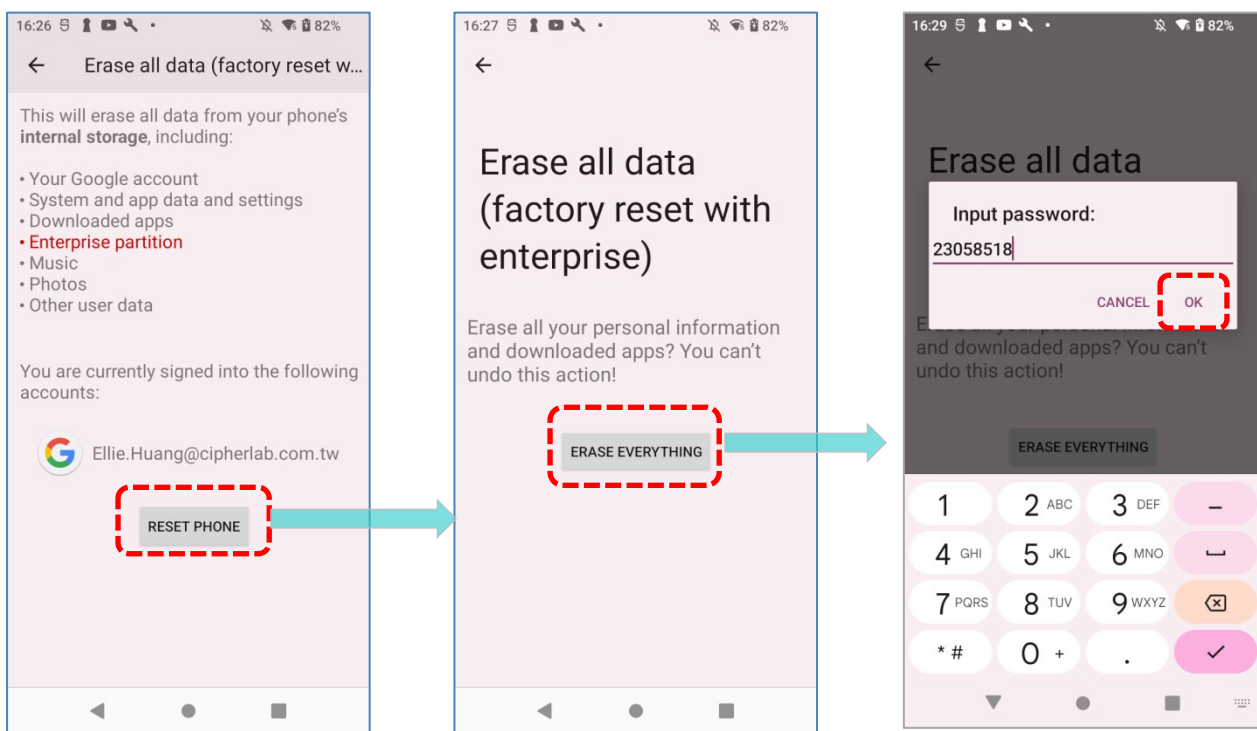 16:26 82%
Erase all data (factory reset w...
This will erase all data from your phone's
internal storage, including:
• Your Google account
• System and app data and settings
• Downloaded apps
• Enterprise partition
• Music
• Photos
• Other user data
You are currently signed into the following
accounts:
Ellie.Huang@cipherlab.com.tw
RESET PHONE
16:27 82%
Erase all data
(factory reset with
enterprise)
Erase all your personal information
and downloaded apps? You can't
undo this action!
ERASE EVERYTHING
16:29 82%
Erase all data
Input password:
23058518
CANCEL OK
and downloaded apps? You can't
undo this action!
ERASE EVERYTHING
1 2 ABC 3 DEF –
4 GHI 5 JKL 6 MNO
7 PQRS 8 TUV 9 WXYZ
* # 0 + .